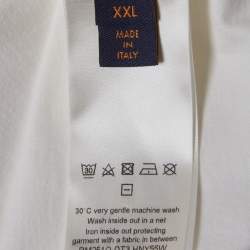 XXL
MADE
IN
ITALY
30
30°C very gentle machine wash
Wash inside out in a net
Iron inside out protecting
garment with a fabric in between